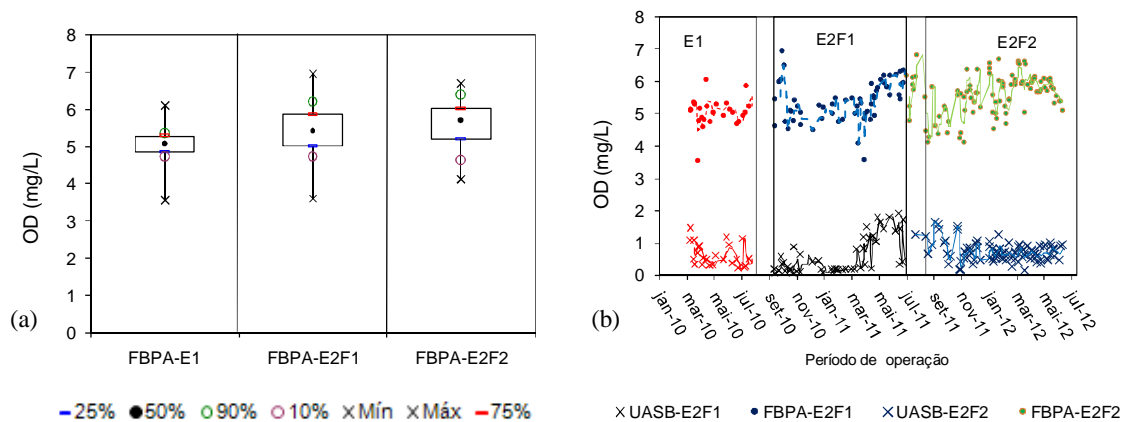 8
7
6
5
4
3
2
1
0
OD (mg/L)
FBPA-E1 FBPA-E2F1 FBPA-E2F2
(a)
25% 50% 90% 10% Mín Máx 75%
8
7
6
5
4
3
2
1
0
OD (mg/L)
E1 E2F1 E2F2
jan-10 mar-10 mai-10 jul-10 set-10 nov-10 jan-11 mar-11 mai-11 jul-11 set-11 nov-11 jan-12 mar-12 mai-12 jul-12
(b)
Período de operação
UASB-E2F1 FBPA-E2F1 UASB-E2F2 FBPA-E2F2